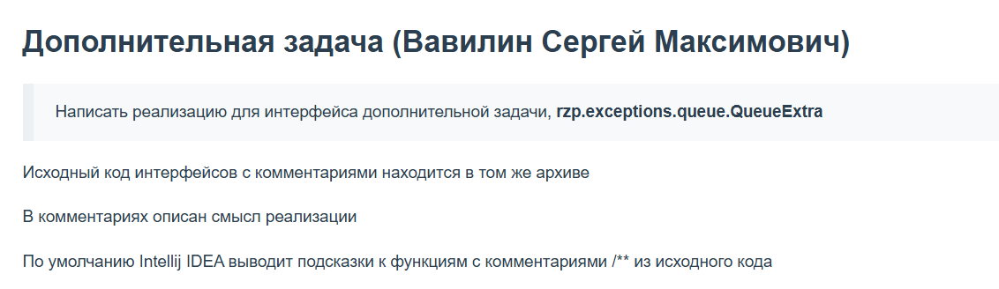 Дополнительная задача (Вавилин Сергей Максимович)
Написать реализацию для интерфейса дополнительной задачи, rzp.exceptions.queue.QueueExtra
Исходный код интерфейсов с комментариями находится в том же архиве
В комментариях описан смысл реализации
По умолчанию Intellij IDEA выводит подсказки к функциям с комментариями /** из исходного кода